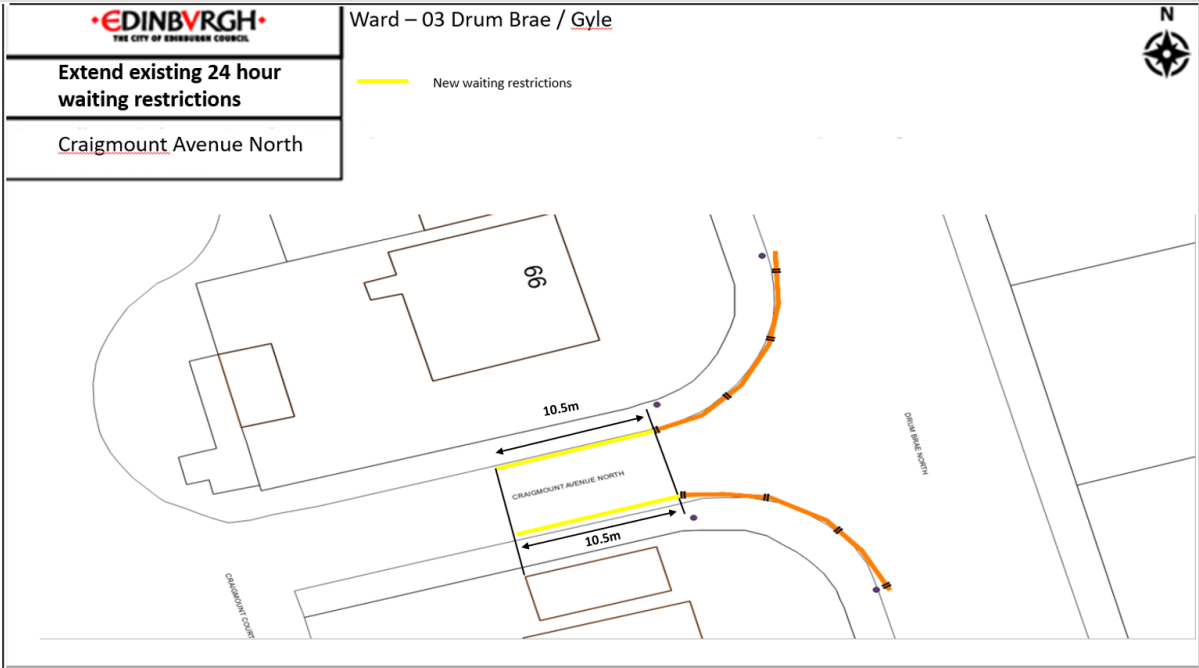 •EDINBVRGH•
THE CITY OF EDINBURGH COUNCIL
Ward – 03 Drum Brae / Gyle
N
Extend existing 24 hour
waiting restrictions
New waiting restrictions
Craigmount Avenue North
66
10.5m
CRAIGMOUNT AVENUE NORTH
DRUM BRAE NORTH
10.5m
CRAIGMOUNT COURT